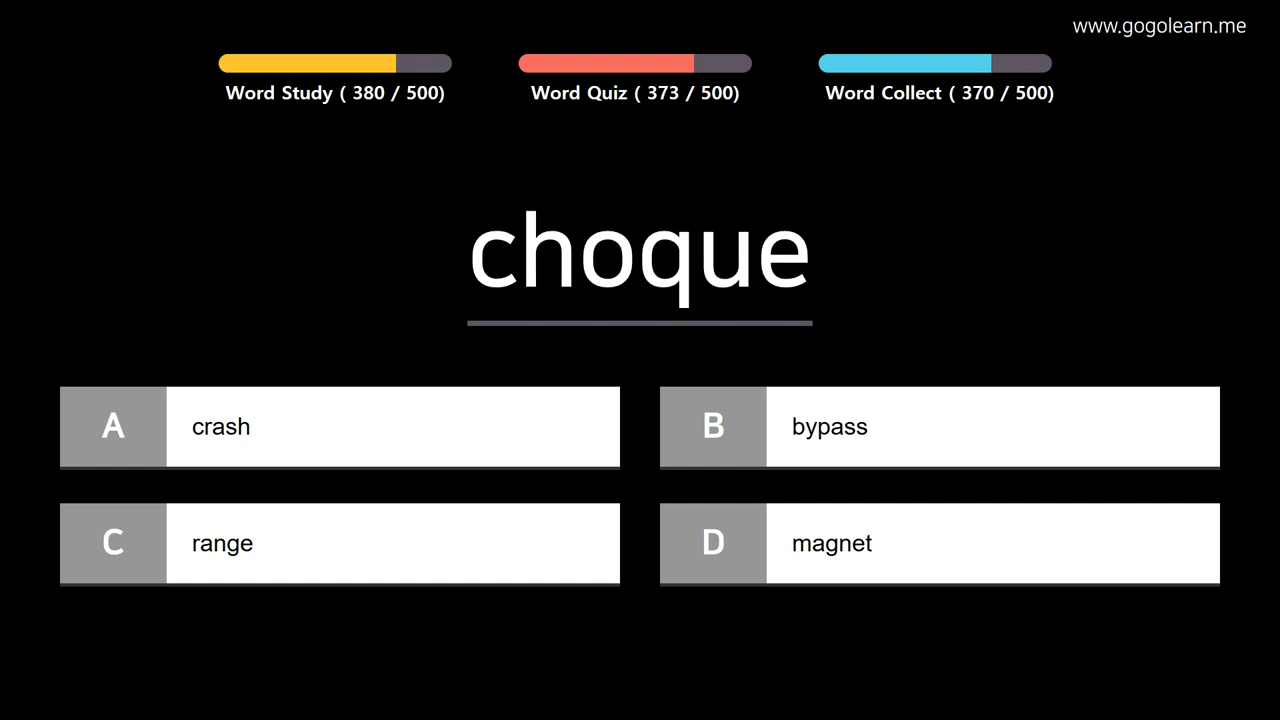 www.gogolearn.me
Word Study ( 380 / 500)
Word Quiz ( 373 / 500)
Word Collect ( 370 / 500)
choque
A crash
B bypass
C range
D magnet